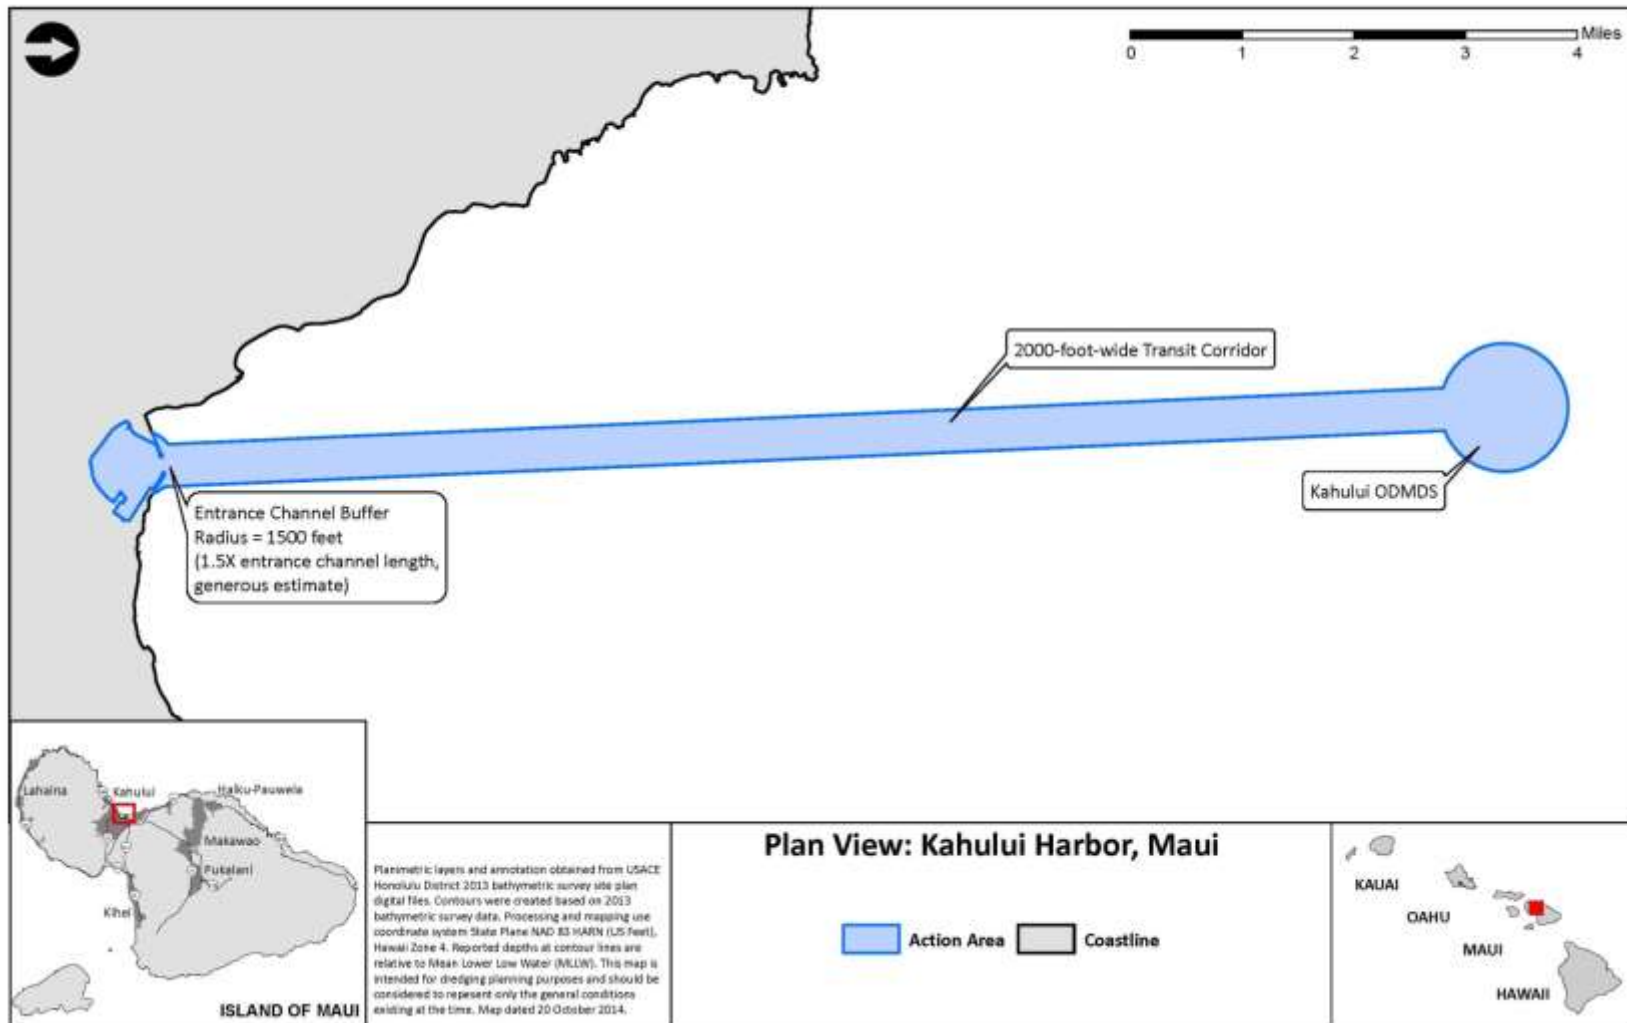 Miles
0 1 2 3 4
2000-foot-wide Transit Corridor
Kahului ODMDS
Entrance Channel Buffer
Radius = 1500 feet
(1.5X entrance channel length,
generous estimate)
Lahaina
Kahului
Haiku-Pauwela
Makawao
Pukalani
Kihei
ISLAND OF MAUI
Planimetric layers and annotation obtained from USACE
Honolulu District 2013 bathymetric survey site plan
digital files. Contours were created based on 2013
bathymetric survey data. Processing and mapping use
coordinate system State Plane NAD 83 HARN (US Feet),
Hawaii Zone 4. Reported depths at contour lines are
relative to Mean Lower Low Water (MLLW). This map is
intended for dredging planning purposes and should be
considered to repesent only the general conditions
existing at the time. Map dated 20 October 2014.
Plan View: Kahului Harbor, Maui
Action Area
Coastline
KAUAI
OAHU
MAUI
HAWAII